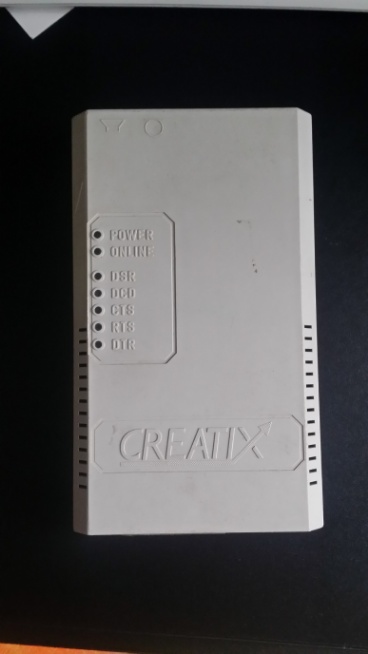 POWER
ONLINE
DSR
DCD
CTS
RTS
DTR
CREATIX